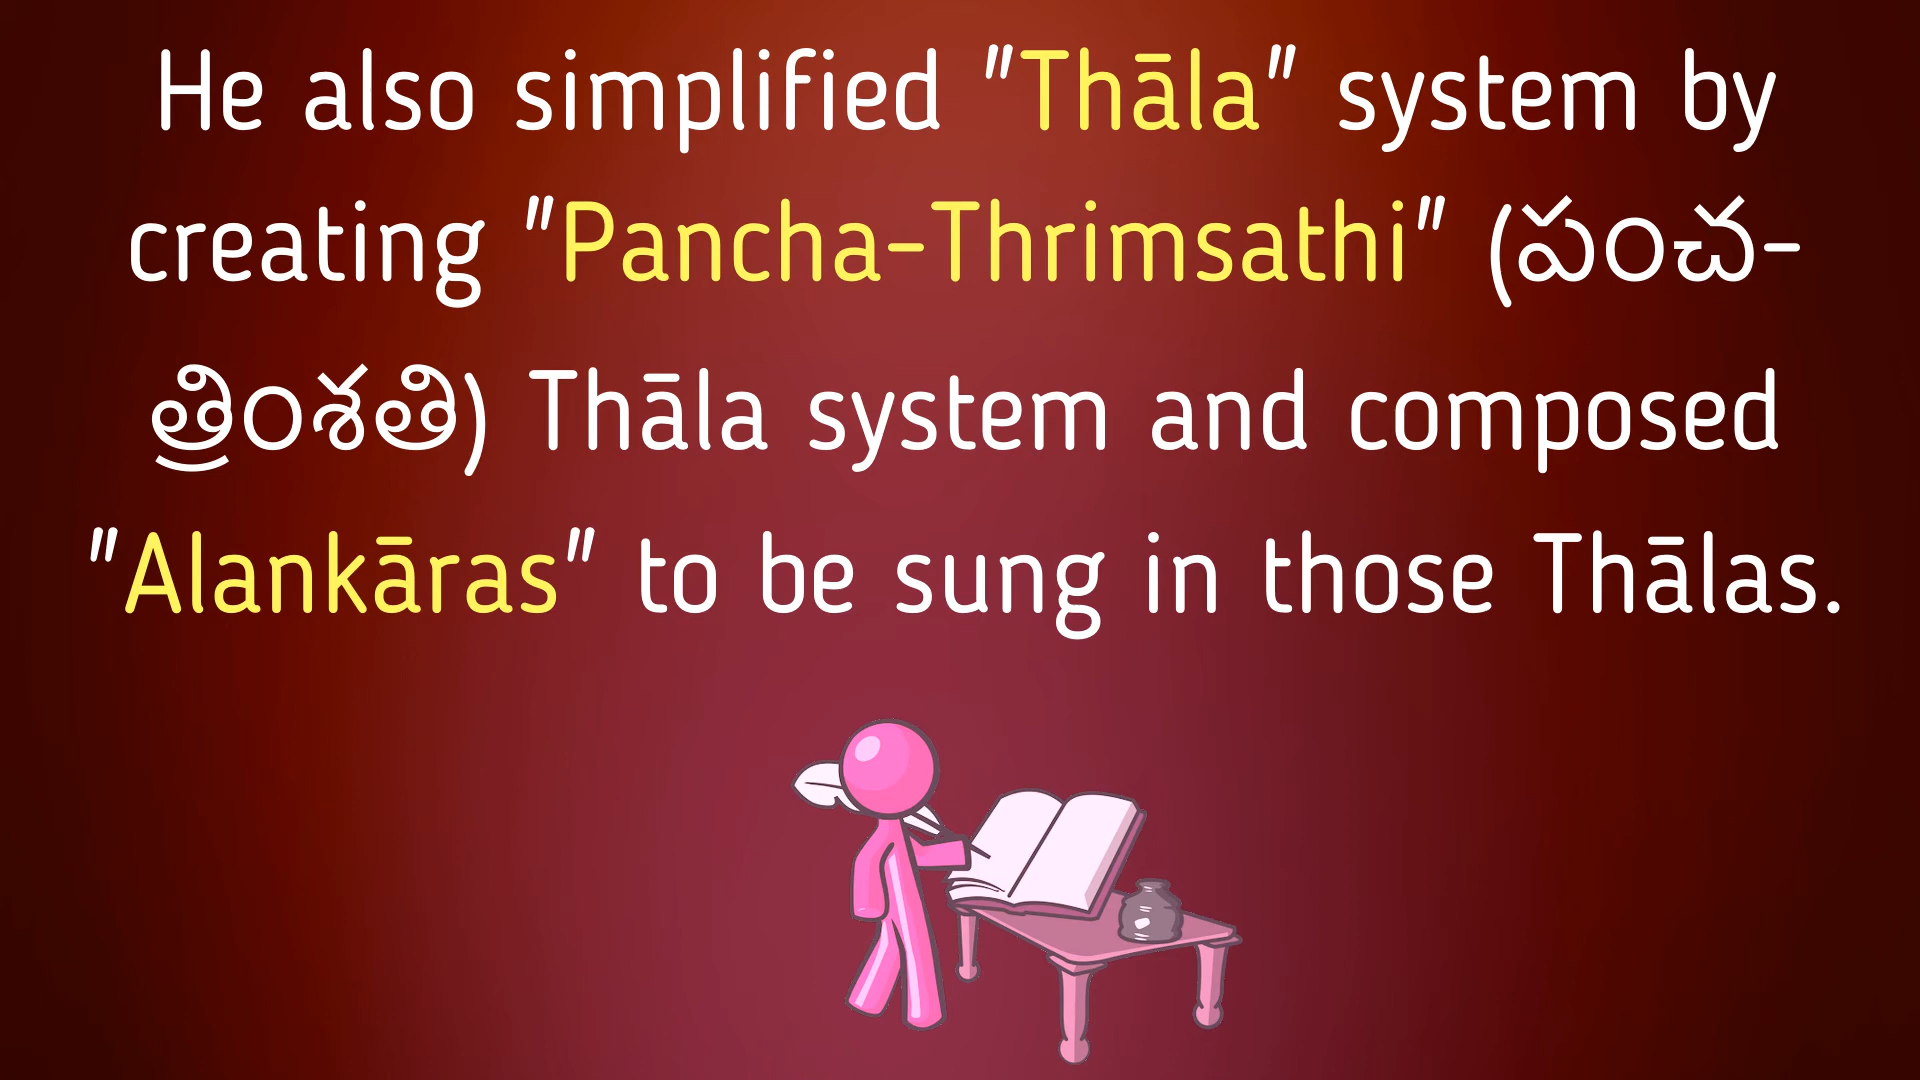 He also simplified "Thāla" system by
creating "Pancha-Thrimsathi" (పంచ-
త్రింశతి) Thāla system and composed
"Alankāras" to be sung in those Thālas.